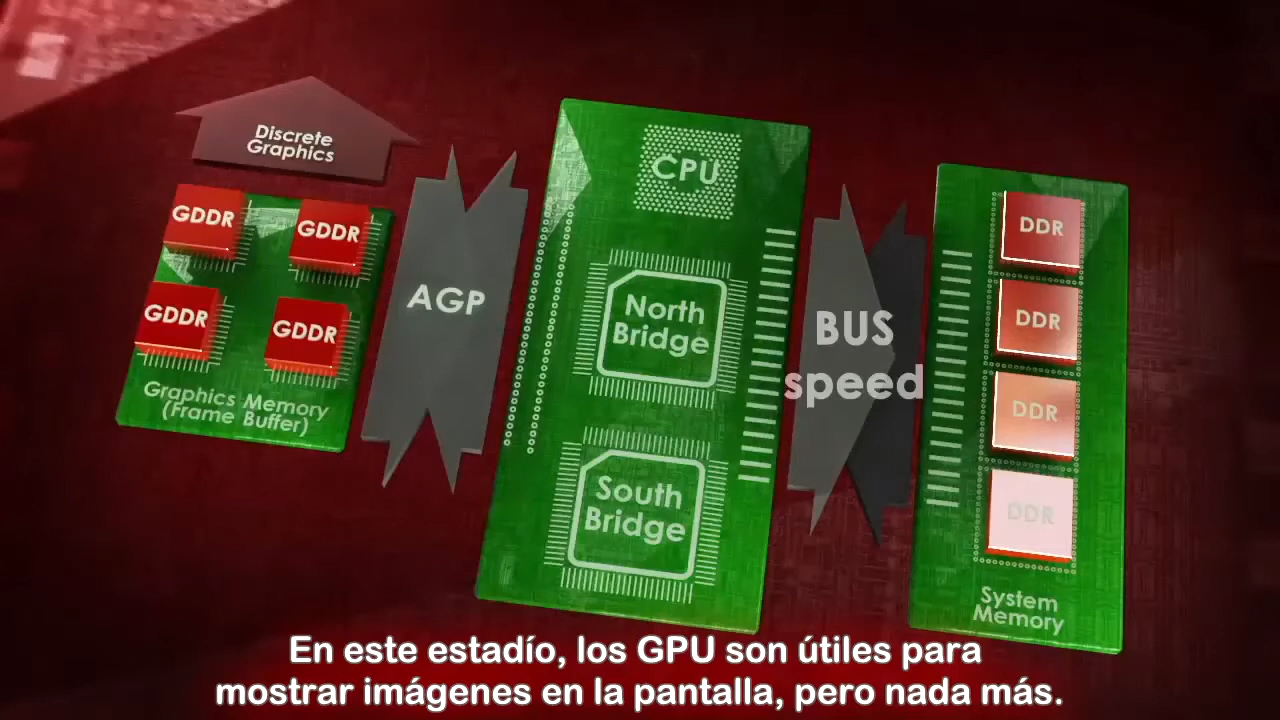 Discrete
Graphics
GDDR
GDDR
GDDR
GDDR
Graphics Memory
(Frame Buffer)
AGP
CPU
North
Bridge
South
Bridge
BUS
speed
DDR
DDR
DDR
DDR
System
Memory
En este estadío, los GPU son útiles para
mostrar imágenes en la pantalla, pero nada más.